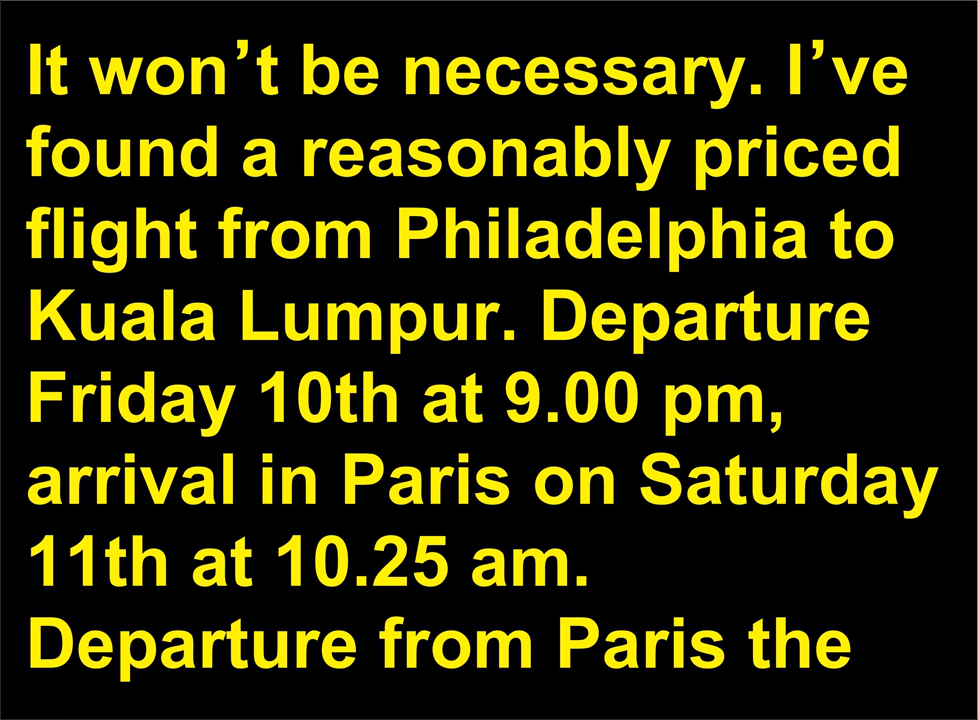 It won’t be necessary. I’ve
found a reasonably priced
flight from Philadelphia to
Kuala Lumpur. Departure
Friday 10th at 9.00 pm,
arrival in Paris on Saturday
11th at 10.25 am.
Departure from Paris the